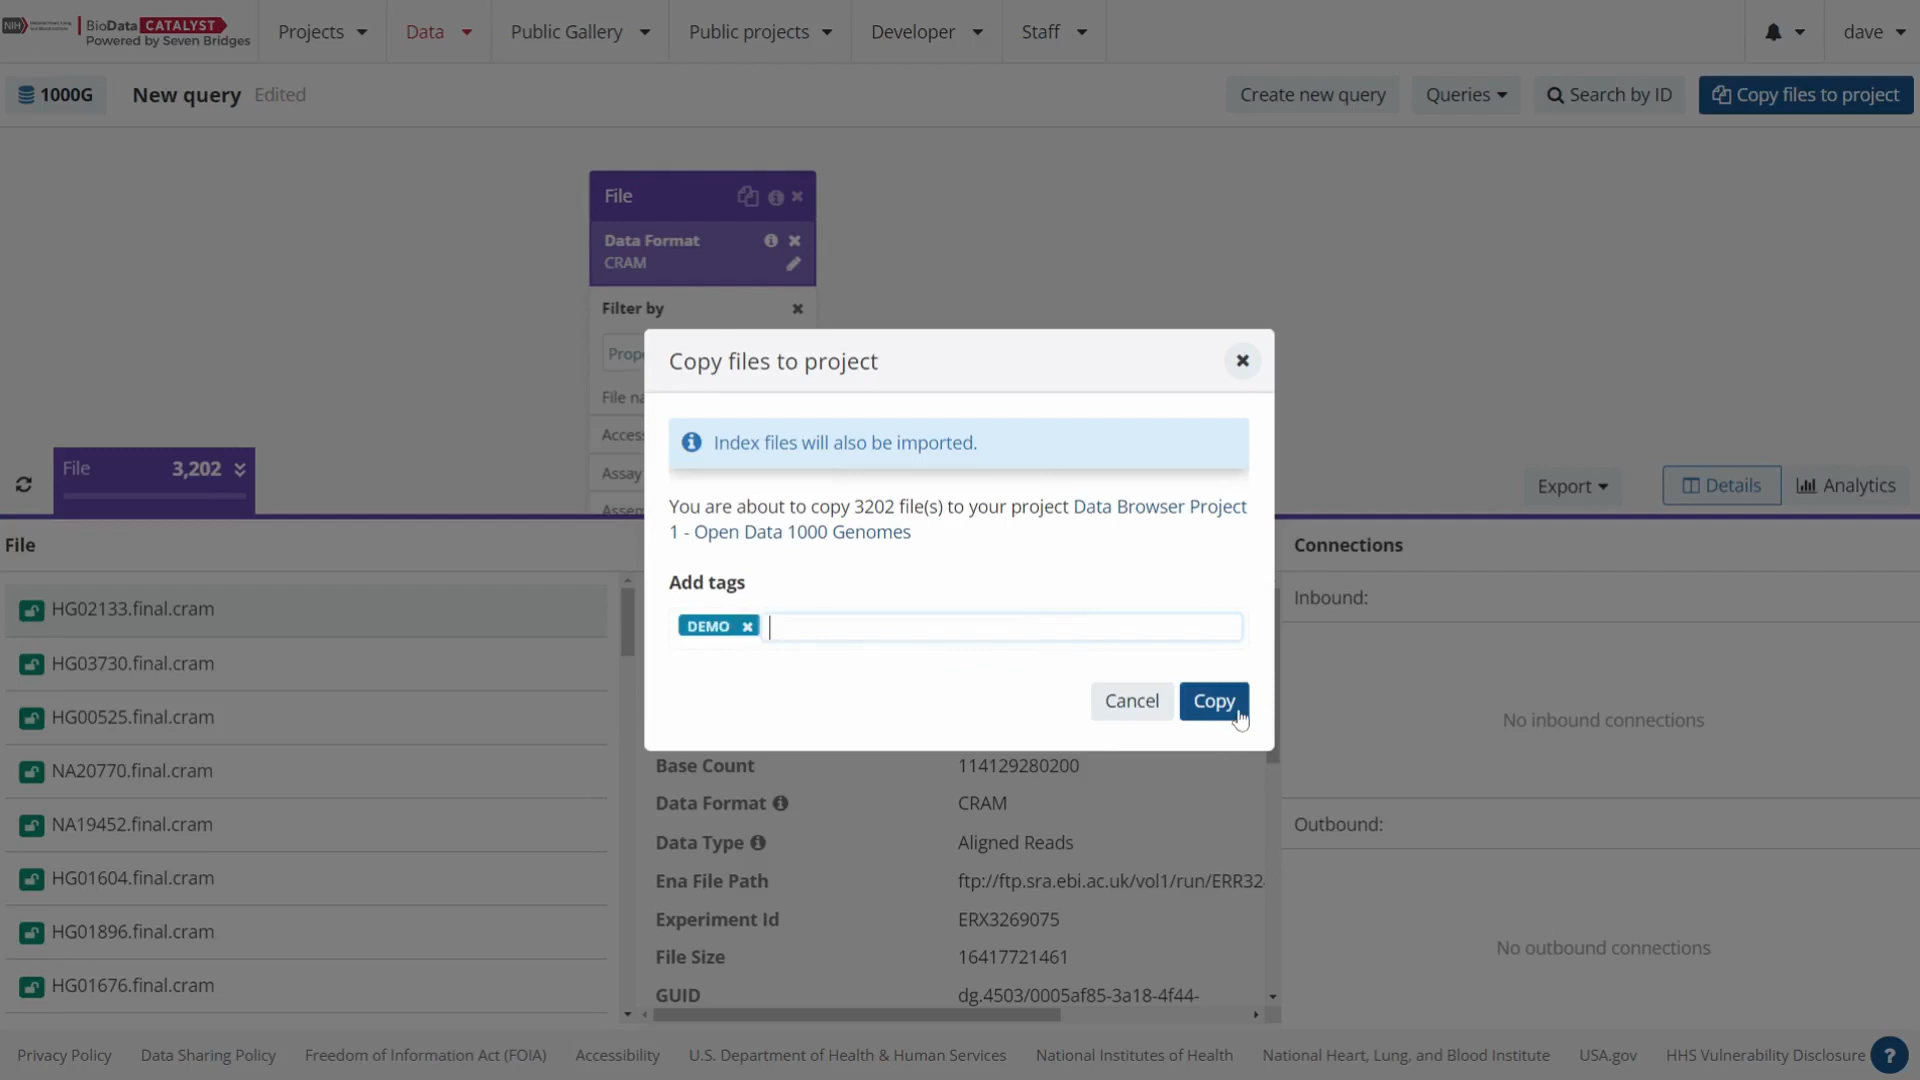 NIH
BioData CATALYST
Powered by Seven Bridges
Projects
Data
Public Gallery
Public projects
Developer
Staff
dave
1000G
New query
Edited
Create new query
Queries
Search by ID
Copy files to project
File
Data Format
CRAM
Filter by
File
3,202
Export
Details
Analytics
Copy files to project
Index files will also be imported.
You are about to copy 3202 file(s) to your project Data Browser Project
1 - Open Data 1000 Genomes
Add tags
DEMO
Cancel
Copy
File
HG02133.final.cram
HG03730.final.cram
HG00525.final.cram
NA20770.final.cram
NA19452.final.cram
HG01604.final.cram
HG01896.final.cram
HG01676.final.cram
Base Count 114129280200
Data Format CRAM
Data Type Aligned Reads
Ena File Path ftp://ftp.sra.ebi.ac.uk/vol1/run/ERR32
Experiment Id ERX3269075
File Size 16417721461
GUID dg.4503/0005af85-3a18-4f44-
Connections
Inbound:
No inbound connections
Outbound:
No outbound connections
Privacy Policy
Data Sharing Policy
Freedom of Information Act (FOIA)
Accessibility
U.S. Department of Health & Human Services
National Institutes of Health
National Heart, Lung, and Blood Institute
USA.gov
HHS Vulnerability Disclosure
?